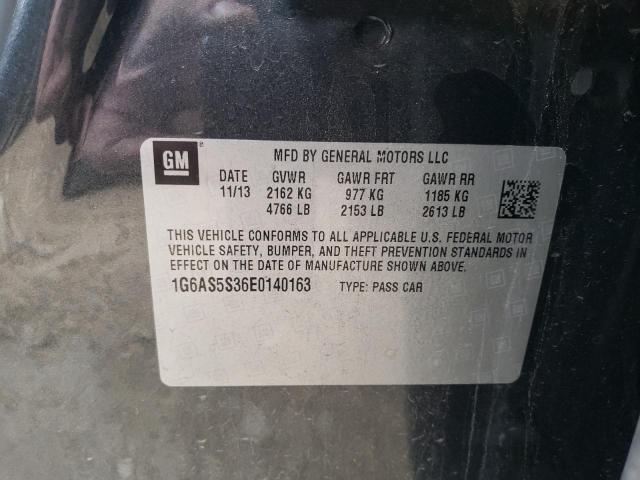 GM ®
MFD BY GENERAL MOTORS LLC
DATE GVWR GAWR FRT GAWR RR
11/13 2162 KG 977 KG 1185 KG
4766 LB 2153 LB 2613 LB
THIS VEHICLE CONFORMS TO ALL APPLICABLE U.S. FEDERAL MOTOR
VEHICLE SAFETY, BUMPER, AND THEFT PREVENTION STANDARDS IN
EFFECT ON THE DATE OF MANUFACTURE SHOWN ABOVE.
1G6AS5S36E0140163 TYPE: PASS CAR